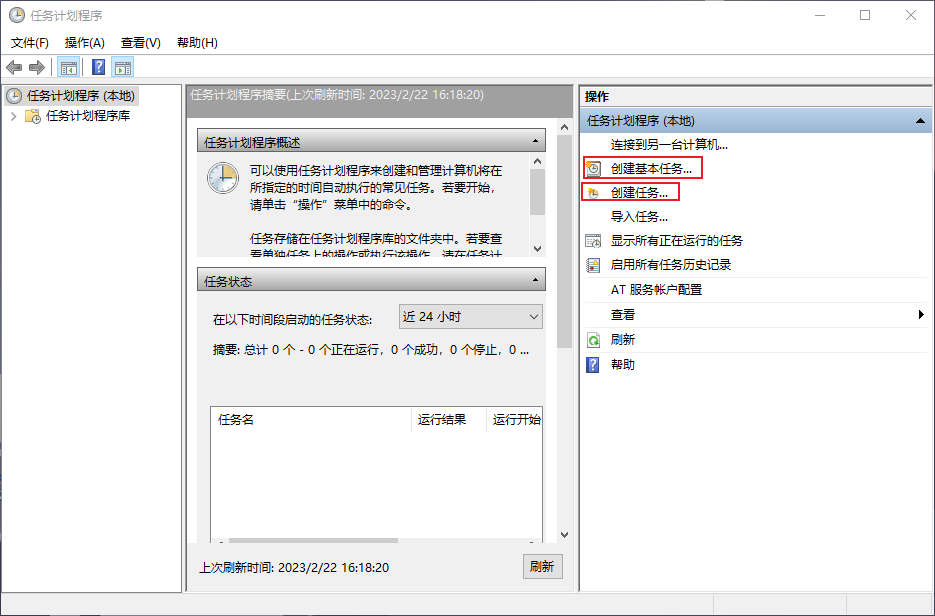 任务计划程序
文件(F) 操作(A) 查看(V) 帮助(H)
任务计划程序 (本地)
任务计划程序库
任务计划程序摘要(上次刷新时间: 2023/2/22 16:18:20)
任务计划程序概述
可以使用任务计划程序来创建和管理计算机将在
所指定的时间自动执行的常见任务。若要开始，
请单击“操作”菜单中的命令。
任务存储在任务计划程序库的文件夹中。若要查
看单独任务上的操作或执行该操作，请在任务计
任务状态
在以下时间段启动的任务状态:
近 24 小时
摘要: 总计 0 个 - 0 个正在运行，0 个成功，0 个停止，0 ...
任务名 运行结果 运行开始
上次刷新时间: 2023/2/22 16:18:20
刷新
操作
任务计划程序 (本地)
连接到另一台计算机...
创建基本任务...
创建任务...
导入任务...
显示所有正在运行的任务
启用所有任务历史记录
AT 服务帐户配置
查看
刷新
帮助